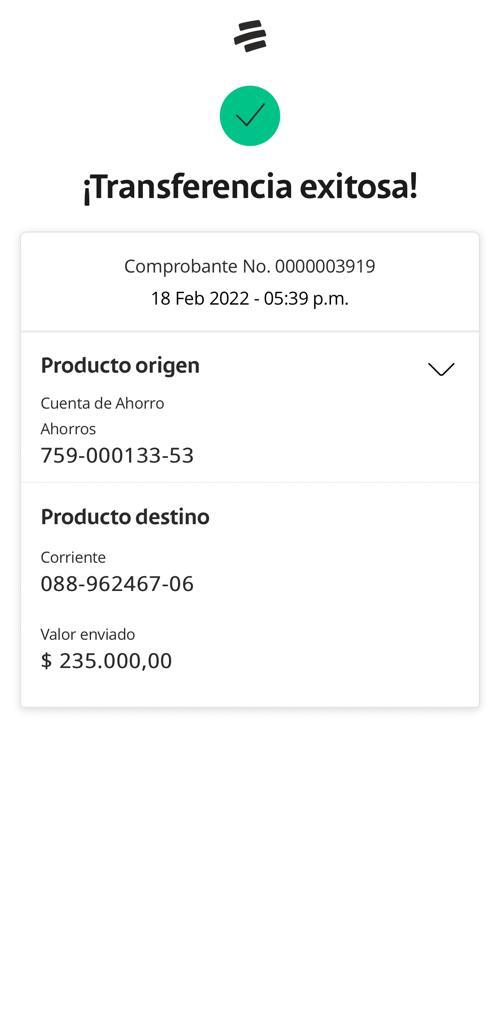 ¡Transferencia exitosa!
Comprobante No. 0000003919
18 Feb 2022 - 05:39 p.m.
Producto origen
Cuenta de Ahorro
Ahorros
759-000133-53
Producto destino
Corriente
088-962467-06
Valor enviado
$ 235.000,00